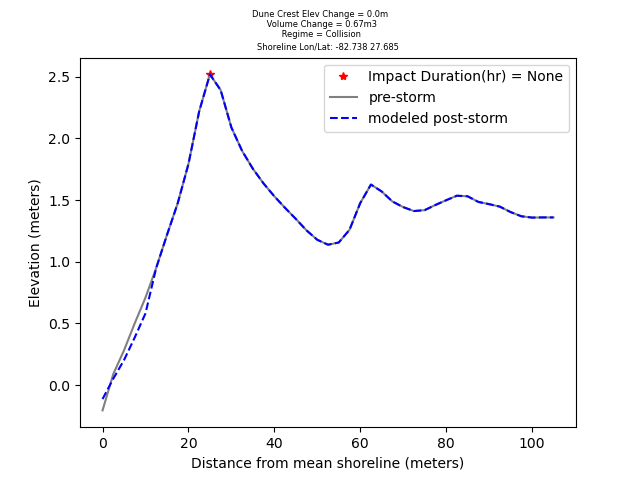 Dune Crest Elev Change = 0.0m
Volume Change = 0.67m3
Regime = Collision
Shoreline Lon/Lat: -82.738 27.685
Impact Duration(hr) = None
pre-storm
modeled post-storm
2.5
2.0
1.5
1.0
0.5
0.0
Elevation (meters)
0 20 40 60 80 100
Distance from mean shoreline (meters)